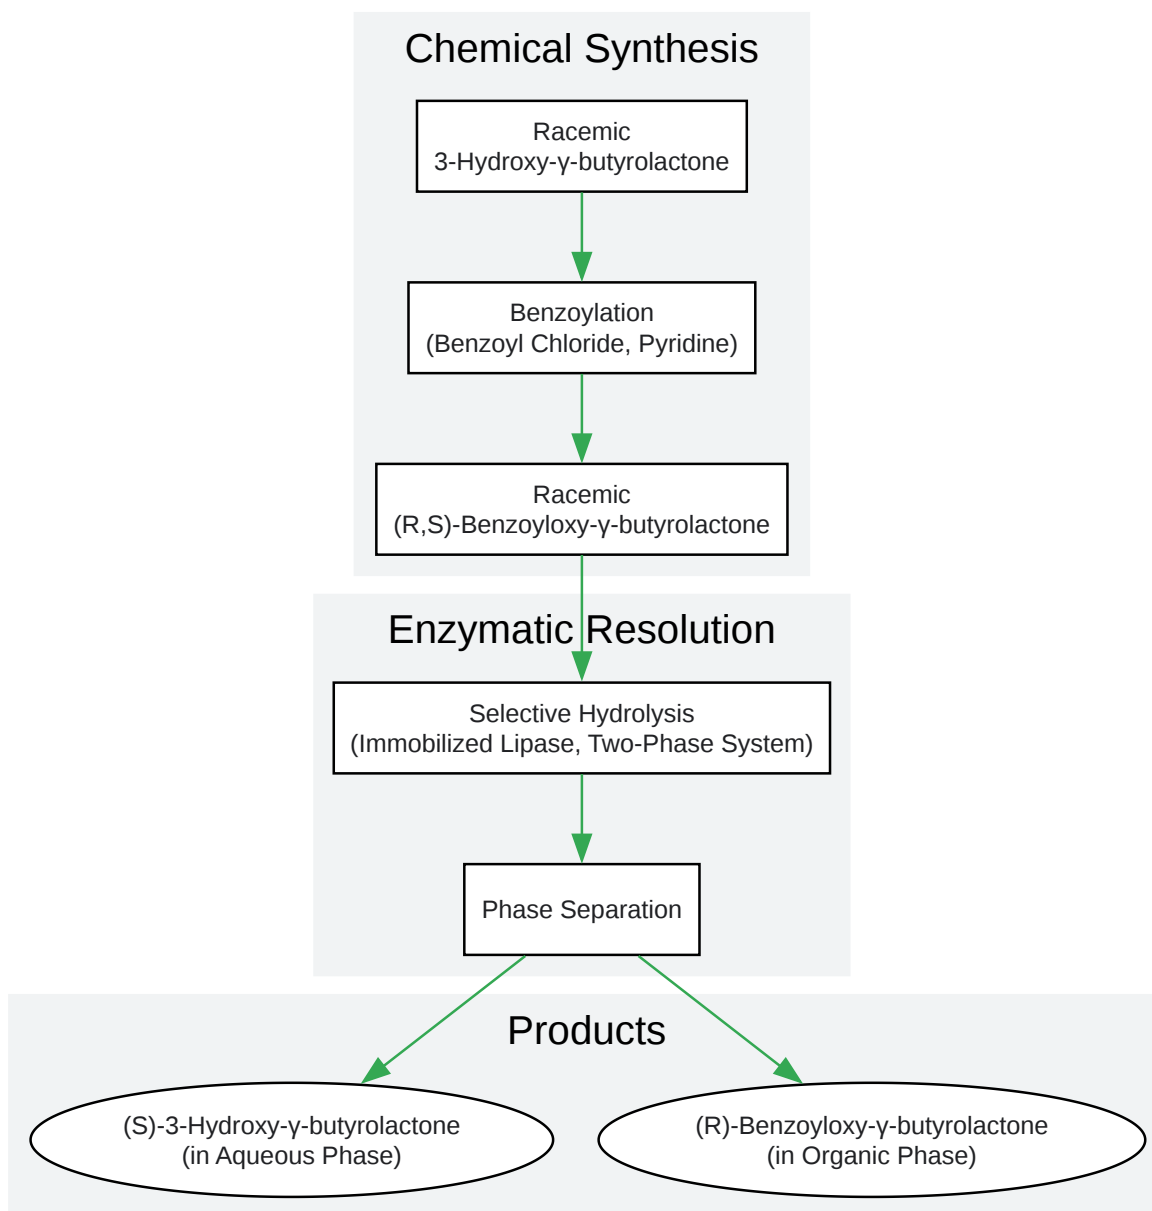 Chemical Synthesis
Racemic
3-Hydroxy-γ-butyrolactone
Benzoylation
(Benzoyl Chloride, Pyridine)
Racemic
(R,S)-Benzoyloxy-γ-butyrolactone
Enzymatic Resolution
Selective Hydrolysis
(Immobilized Lipase, Two-Phase System)
Phase Separation
Products
(S)-3-Hydroxy-γ-butyrolactone
(in Aqueous Phase)
(R)-Benzoyloxy-γ-butyrolactone
(in Organic Phase)